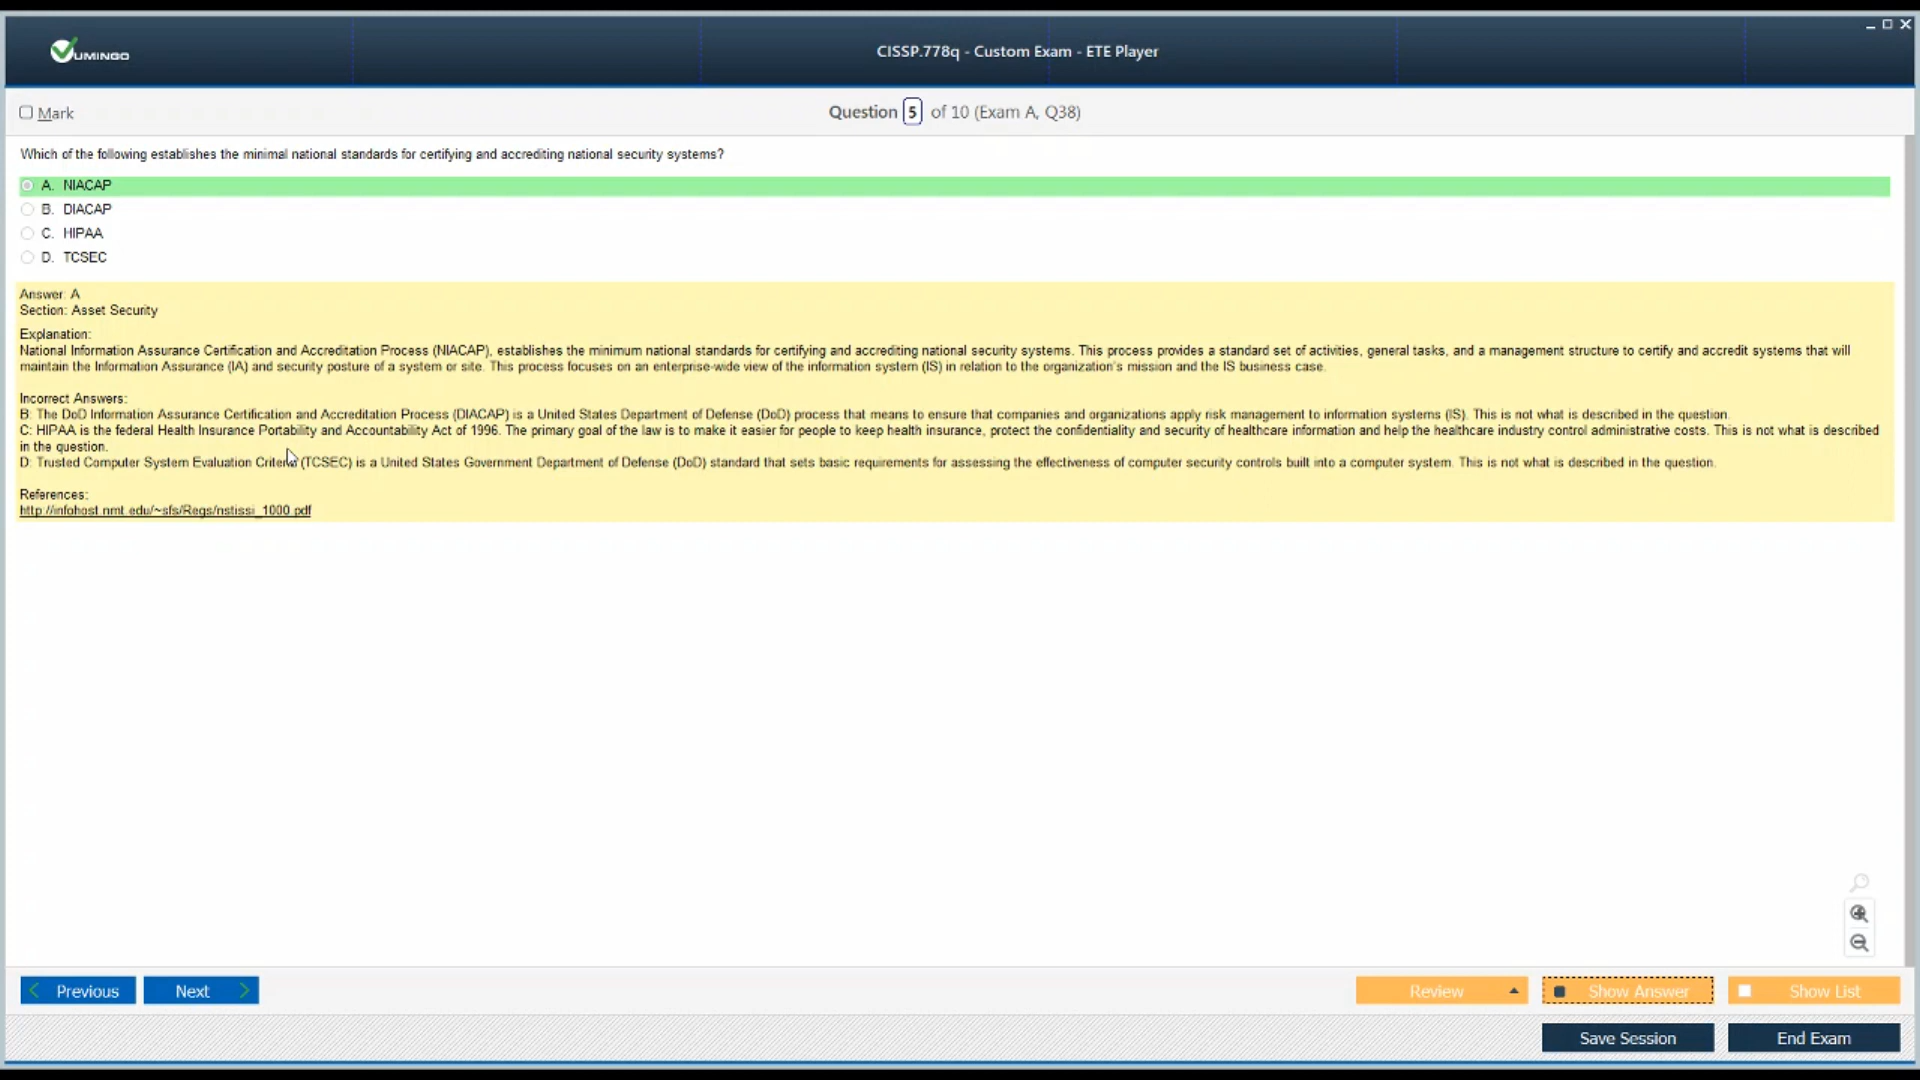 VUMINGO
CISSP.778q - Custom Exam - ETE Player
Mark
Question 5 of 10 (Exam A, Q38)
Which of the following establishes the minimal national standards for certifying and accrediting national security systems?
A. NIACAP
B. DIACAP
C. HIPAA
D. TCSEC
Answer: A
Section: Asset Security
Explanation:
National Information Assurance Certification and Accreditation Process (NIACAP), establishes the minimum national standards for certifying and accrediting national security systems. This process provides a standard set of activities, general tasks, and a management structure to certify and accredit systems that will
maintain the Information Assurance (IA) and security posture of a system or site. This process focuses on an enterprise-wide view of the information system (IS) in relation to the organization's mission and the IS business case.
Incorrect Answers:
B: The DoD Information Assurance Certification and Accreditation Process (DIACAP) is a United States Department of Defense (DoD) process that means to ensure that companies and organizations apply risk management to information systems (IS). This is not what is described in the question.
C: HIPAA is the federal Health Insurance Portability and Accountability Act of 1996. The primary goal of the law is to make it easier for people to keep health insurance, protect the confidentiality and security of healthcare information and help the healthcare industry control administrative costs. This is not what is described
in the question.
D: Trusted Computer System Evaluation Criteria (TCSEC) is a United States Government Department of Defense (DoD) standard that sets basic requirements for assessing the effectiveness of computer security controls built into a computer system. This is not what is described in the question.
References:
http://infohost.nmt.edu/~sfs/Regs/nstissi_1000.pdf
Previous Next Review Show Answer Show List
Save Session End Exam